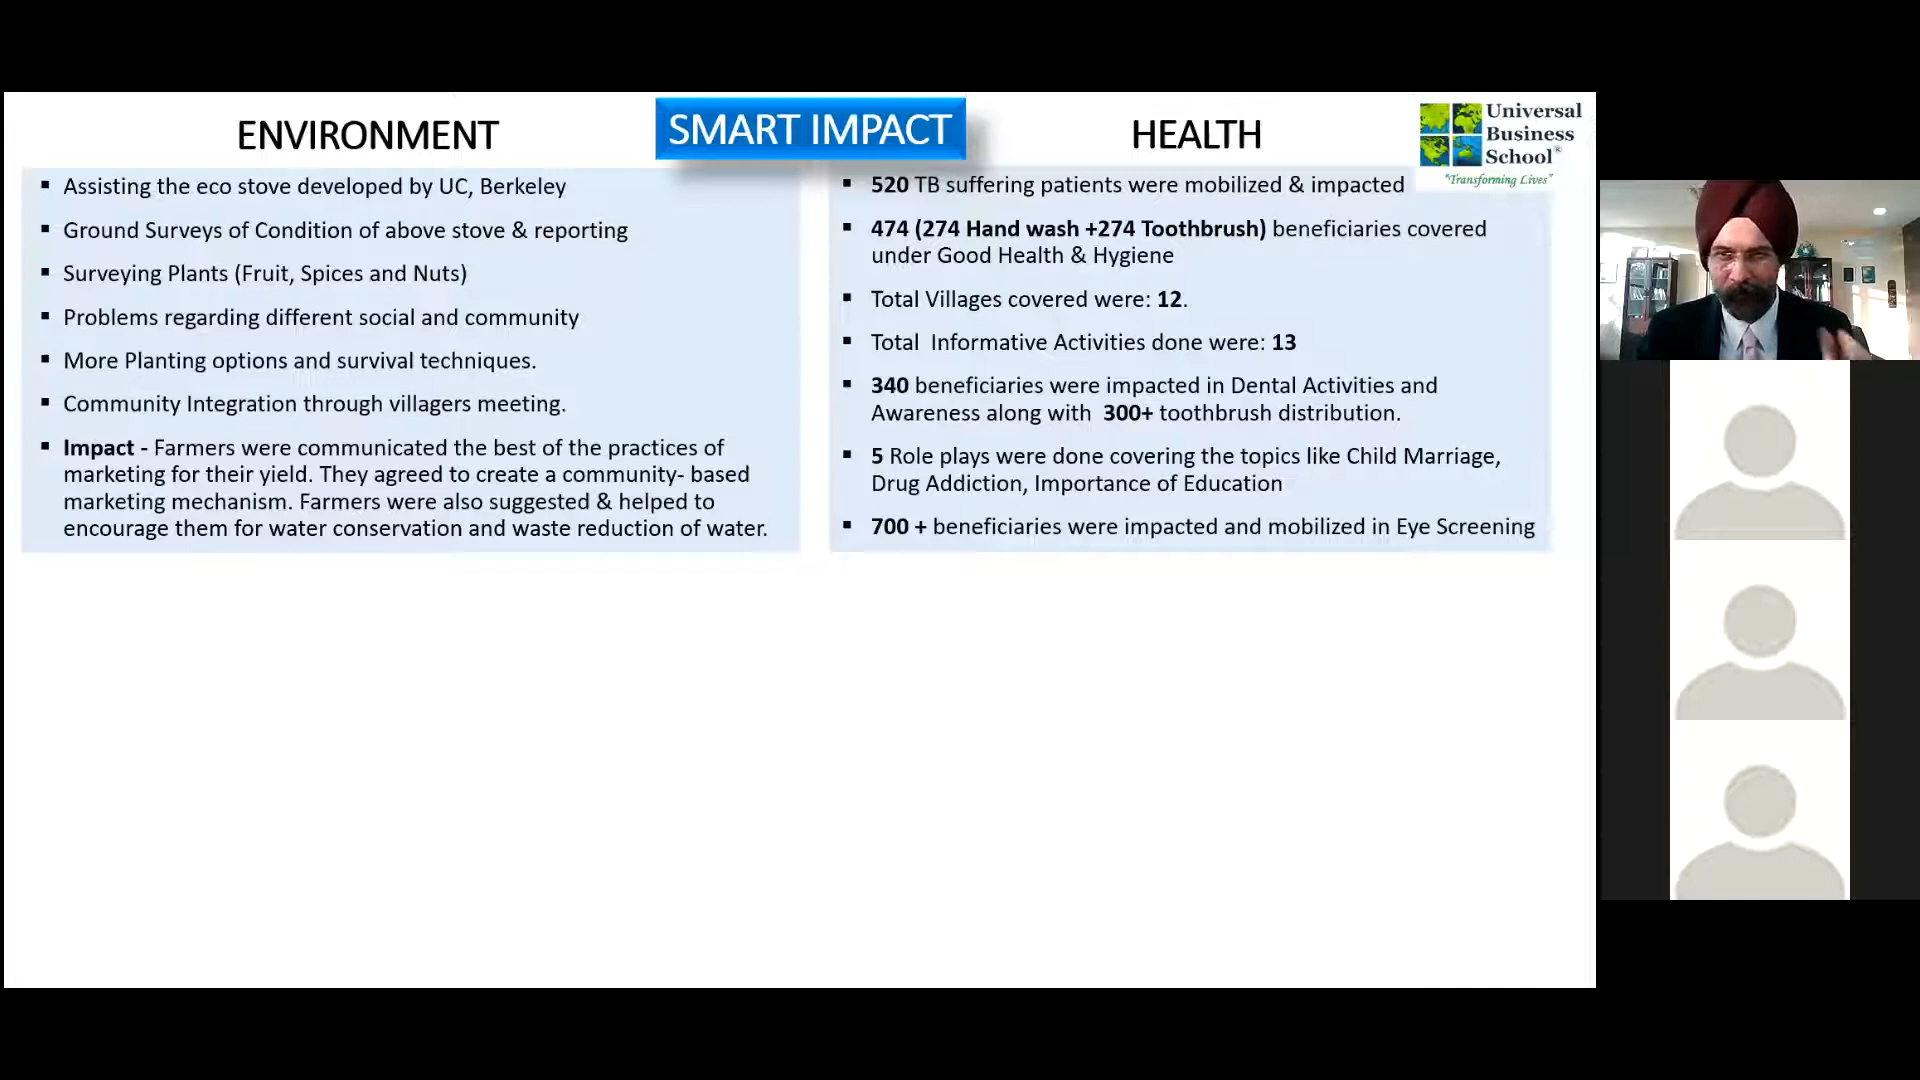 SMART IMPACT
ENVIRONMENT
Assisting the eco stove developed by UC, Berkeley
Ground Surveys of Condition of above stove & reporting
Surveying Plants (Fruit, Spices and Nuts)
Problems regarding different social and community
More Planting options and survival techniques.
Community Integration through villagers meeting.
Impact - Farmers were communicated the best of the practices of
marketing for their yield. They agreed to create a community- based
marketing mechanism. Farmers were also suggested & helped to
encourage them for water conservation and waste reduction of water.
HEALTH
520 TB suffering patients were mobilized & impacted
474 (274 Hand wash +274 Toothbrush) beneficiaries covered
under Good Health & Hygiene
Total Villages covered were: 12.
Total Informative Activities done were: 13
340 beneficiaries were impacted in Dental Activities and
Awareness along with 300+ toothbrush distribution.
5 Role plays were done covering the topics like Child Marriage,
Drug Addiction, Importance of Education
700 + beneficiaries were impacted and mobilized in Eye Screening
Universal
Business
School®
"Transforming Lives"